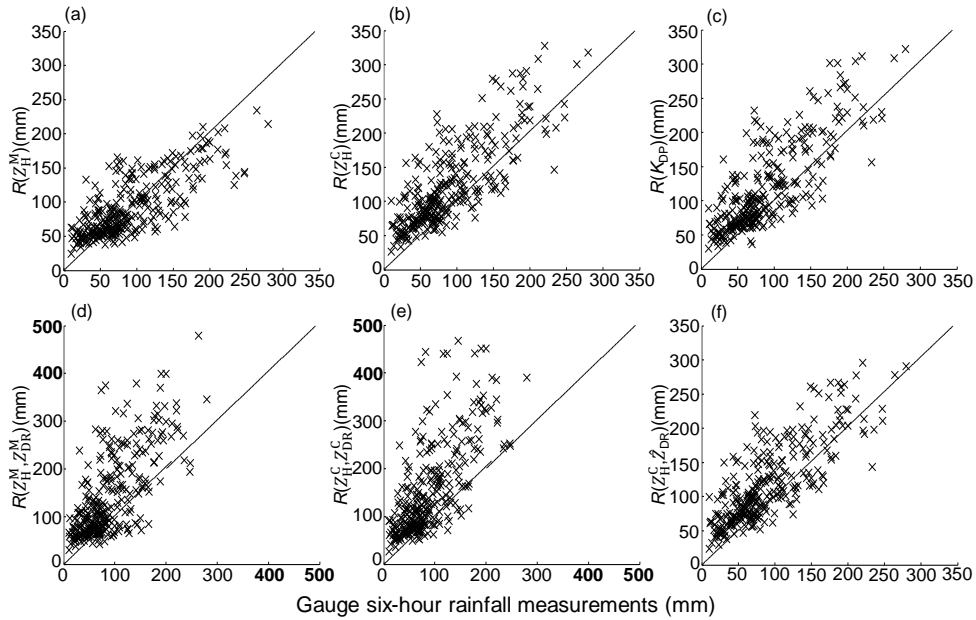 (a)
350
300
250
200
150
100
50
0
R(Z_H^M)(mm)
0 50 100 150 200 250 300 350
(b)
350
300
250
200
150
100
50
0
R(Z_H^C)(mm)
0 50 100 150 200 250 300 350
(c)
350
300
250
200
150
100
50
0
R(K_DP)(mm)
0 50 100 150 200 250 300 350
(d)
500
400
300
200
100
0
R(Z_H^M,Z_DR^M)(mm)
0 100 200 300 400 500
(e)
500
400
300
200
100
0
R(Z_H^C,Z_DR^C)(mm)
0 100 200 300 400 500
(f)
350
300
250
200
150
100
50
0
R(Z_H^C,Ẑ_DR)(mm)
0 50 100 150 200 250 300 350
Gauge six-hour rainfall measurements (mm)